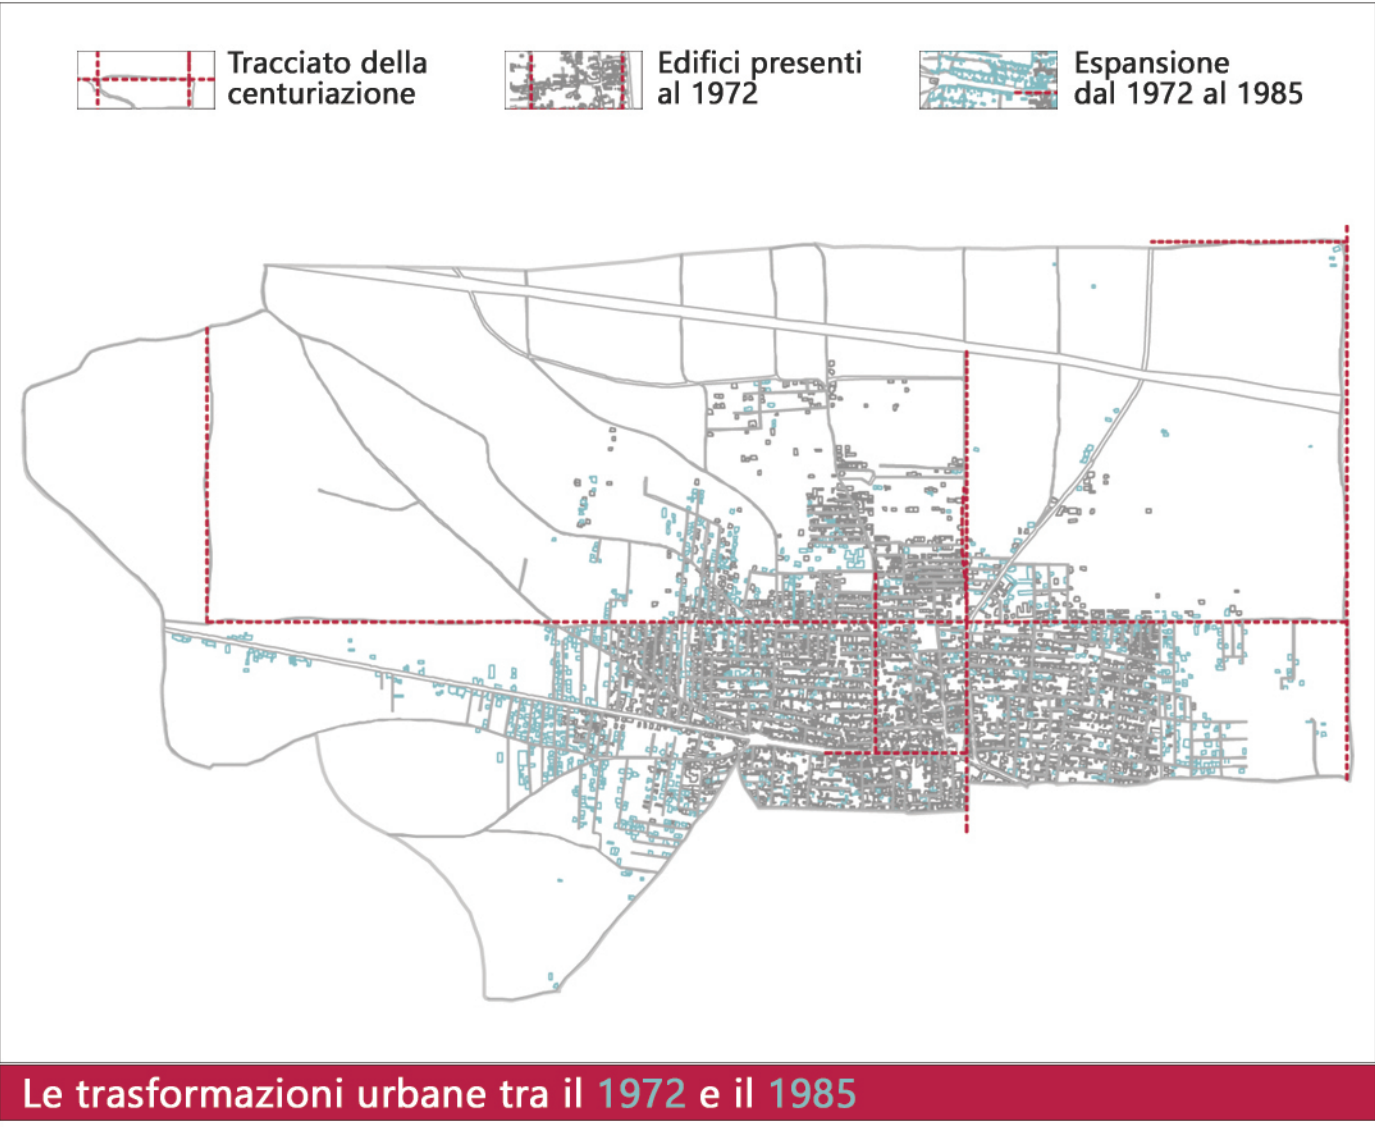 Tracciato della
centuriazione
Edifici presenti
al 1972
Espansione
dal 1972 al 1985
Le trasformazioni urbane tra il 1972 e il 1985